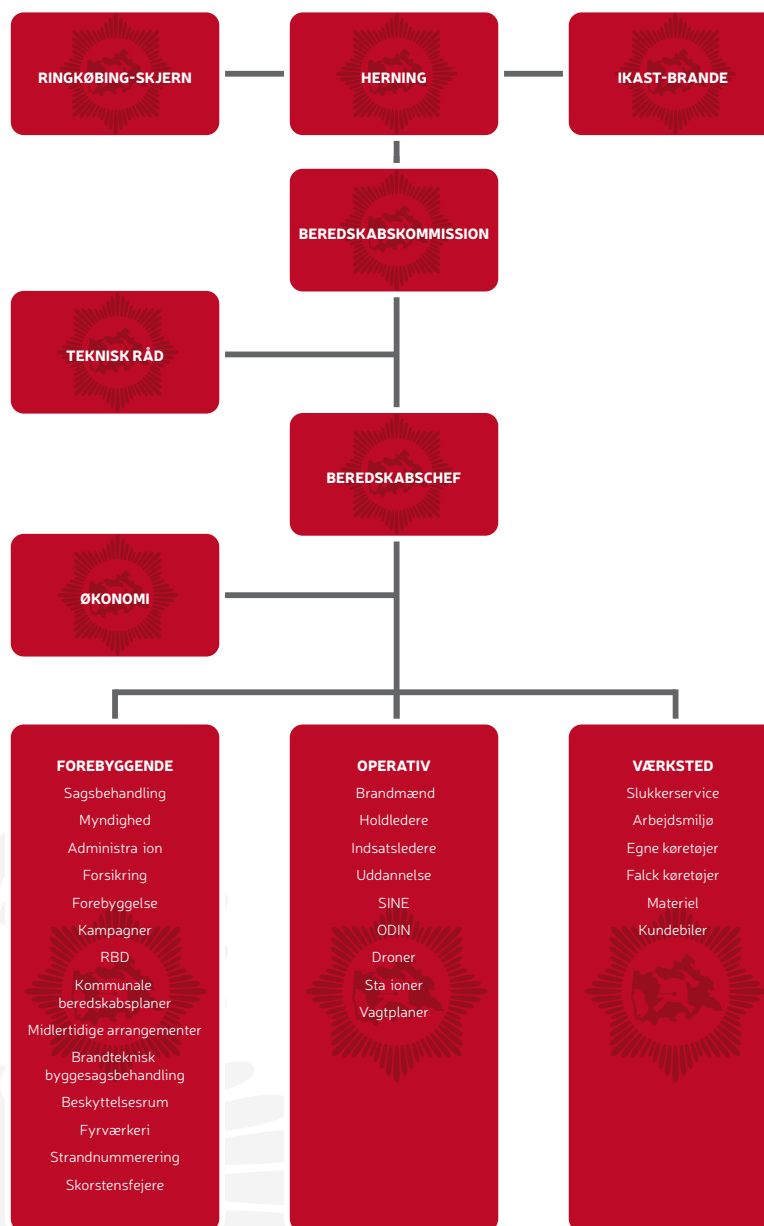 RINGKØBING-SKJERN
HERNING
IKAST-BRANDE
BEREDSKABSKOMMISSION
TEKNISK RÅD
BEREDSKABSCHEF
ØKONOMI
FOREBYGGENDE
Sagsbehandling
Myndighed
Administra ion
Forsikring
Forebyggelse
Kampagner
RBD
Kommunale
beredskabsplaner
Midlertidige arrangementer
Brandteknisk
byggesagsbehandling
Beskyttelsesrum
Fyrværkeri
Strandnummerering
Skorstensfejere
OPERATIV
Brandmænd
Holdledere
Indsatsledere
Uddannelse
SINE
ODIN
Droner
Sta ioner
Vagtplaner
VÆRKSTED
Slukkerservice
Arbejdsmiljø
Egne køretøjer
Falck køretøjer
Materiel
Kundebiler